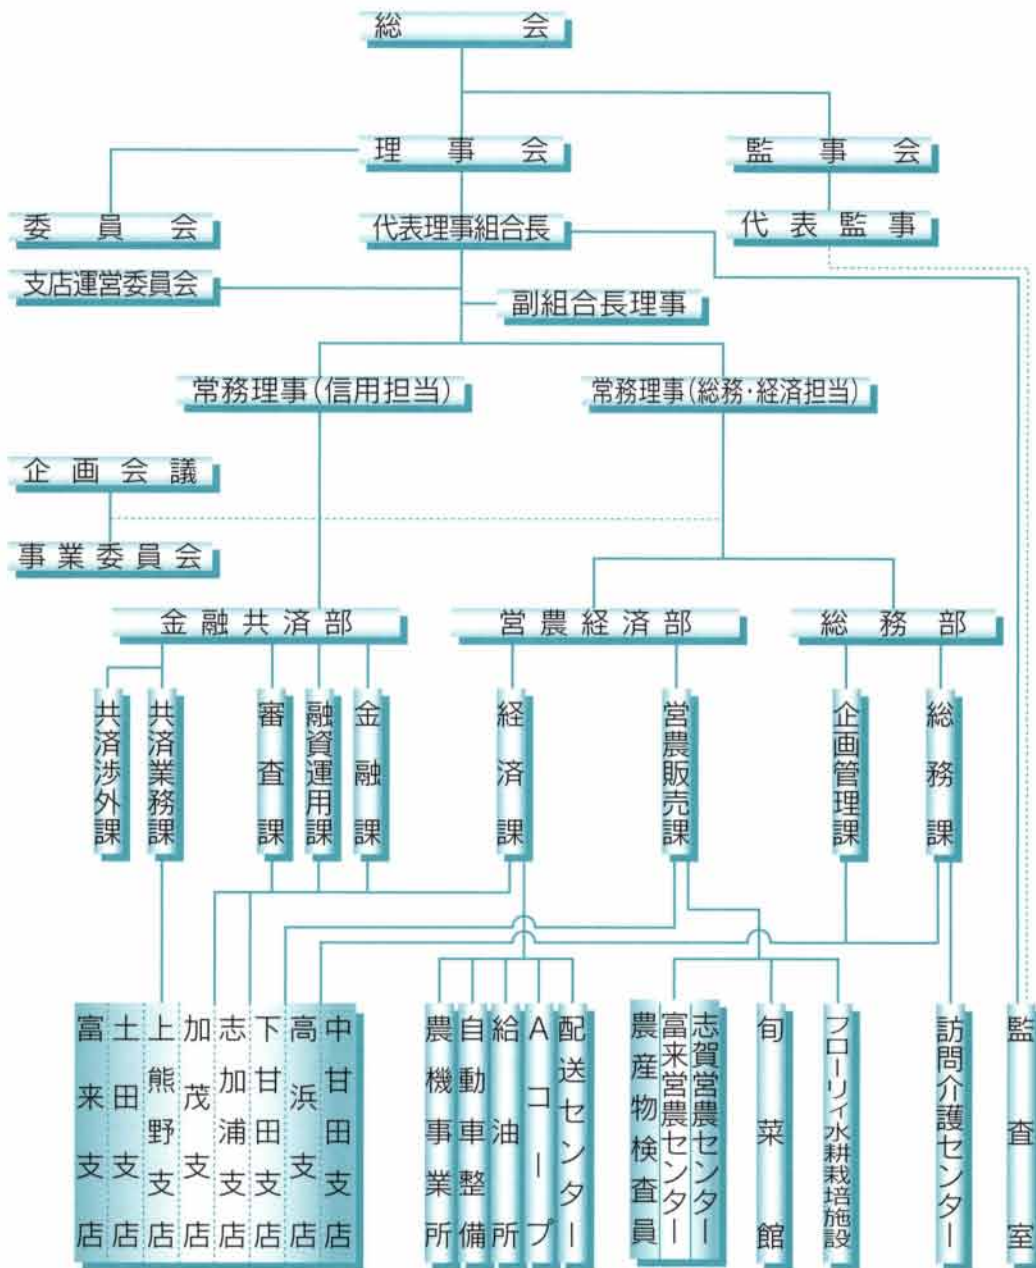 総会
理事会
監事会
委員会
代表理事組合長
代表監事
支店運営委員会
副組合長理事
常務理事(信用担当)
常務理事(総務・経済担当)
企画会議
事業委員会
金融共済部
営農経済部
総務部
共済渉外課
共済業務課
審査課
融資運用課
金融課
経済課
営農販売課
企画管理課
総務課
富来支店
土田支店
上熊野支店
加茂支店
志加浦支店
下甘田支店
高浜支店
中甘田支店
農機事業所
自動車整備
給油所
Aコープ
配送センター
農産物検査員
富来営農センター
志賀営農センター
旬菜館
フローリィ水耕栽培施設
訪問介護センター
監査室